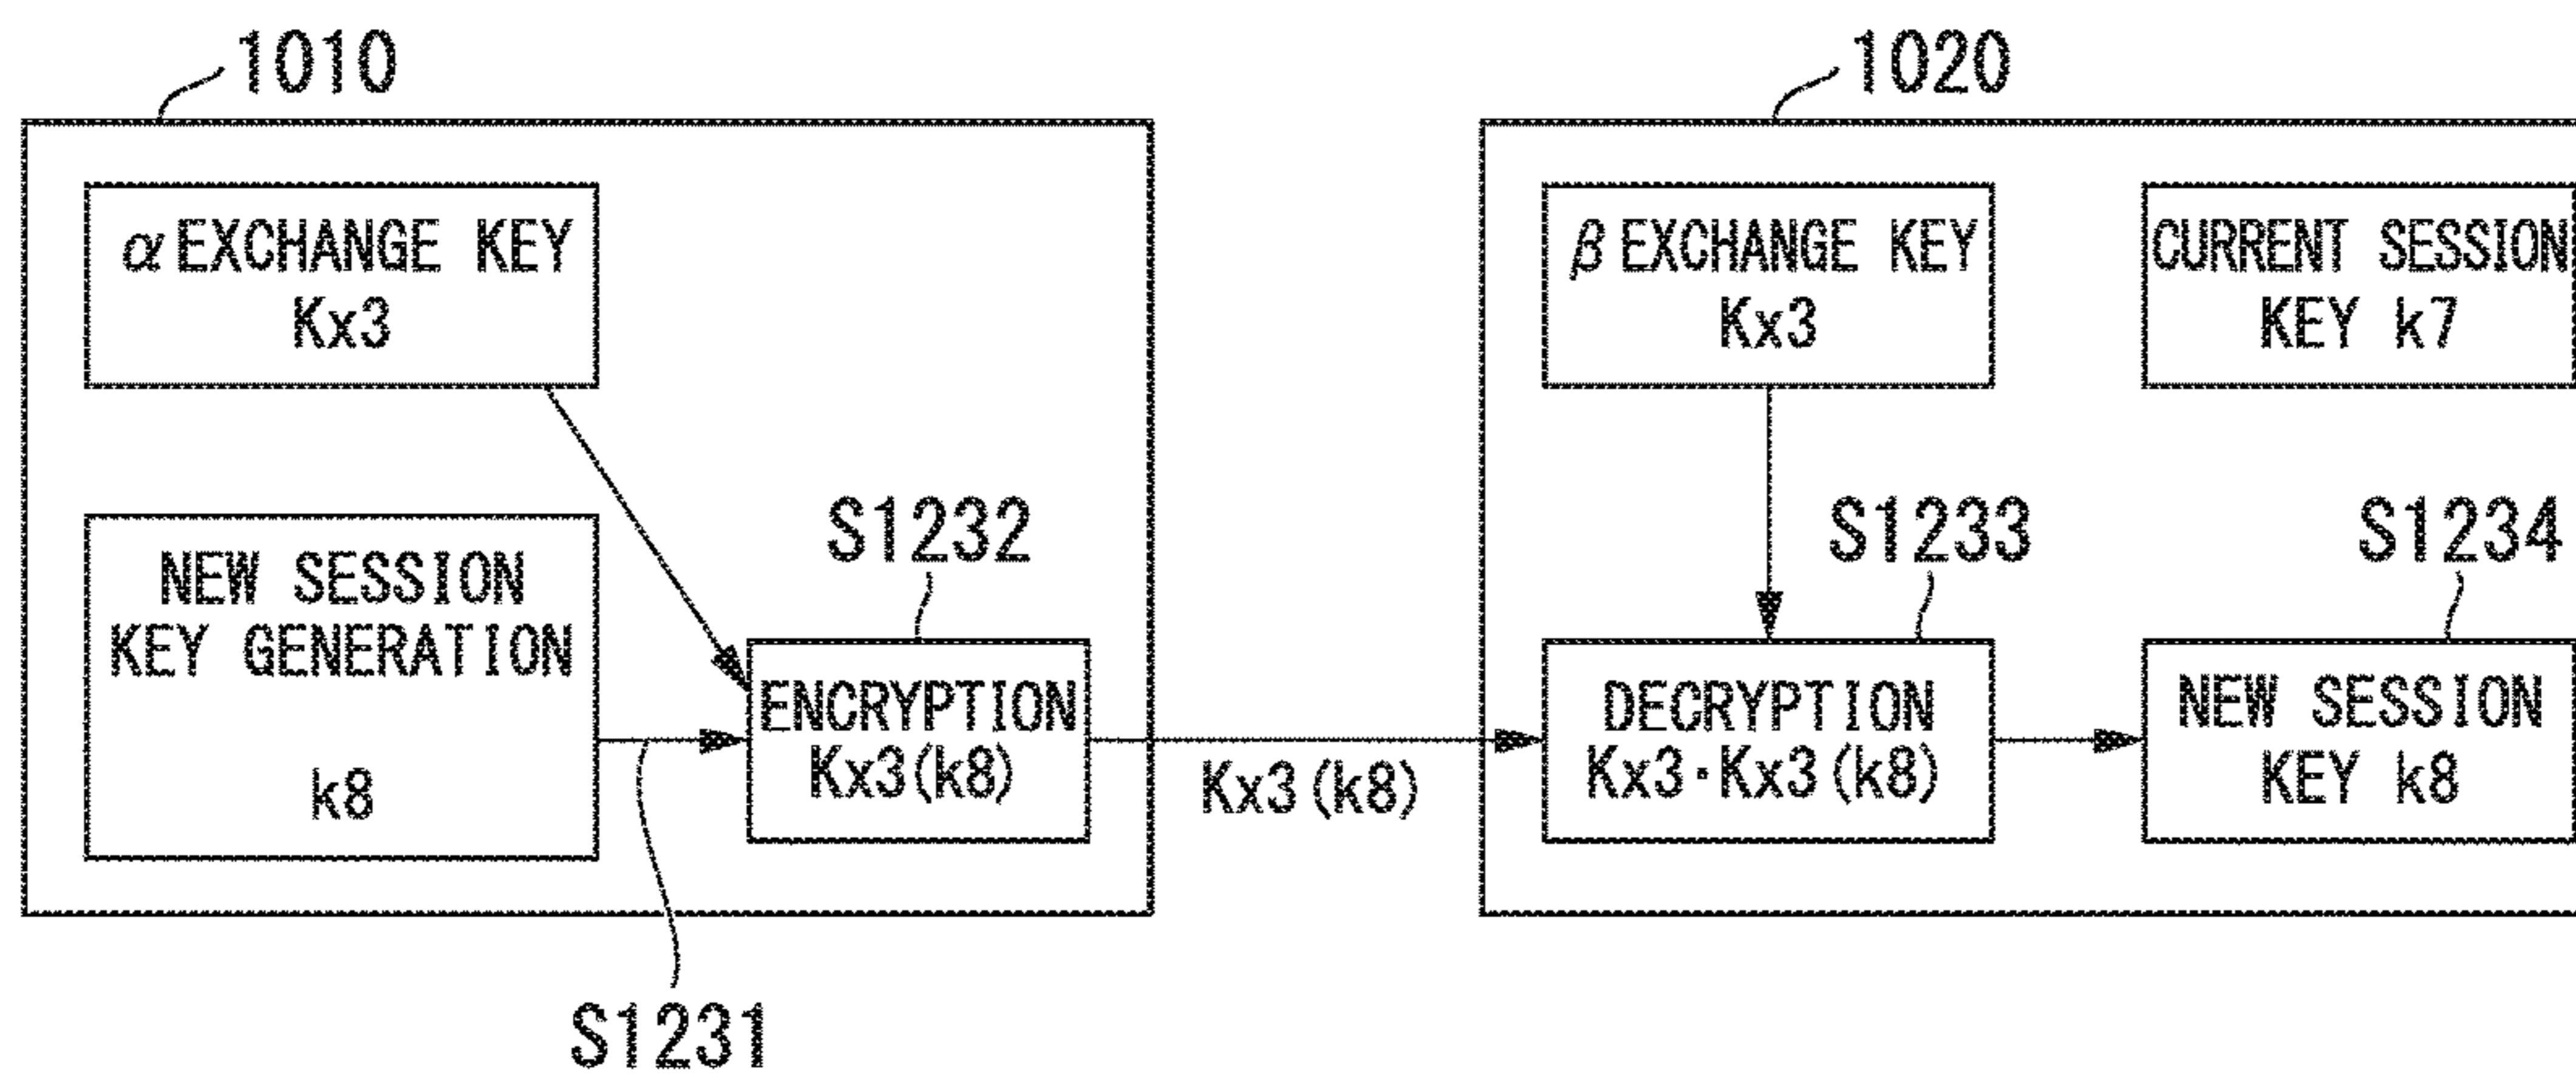 1010
1020
α EXCHANGE KEY
Kx3
β EXCHANGE KEY
Kx3
CURRENT SESSION
KEY k7
S1232
S1233
S1234
NEW SESSION
KEY GENERATION
k8
ENCRYPTION
Kx3(k8)
Kx3(k8)
DECRYPTION
Kx3・Kx3(k8)
NEW SESSION
KEY k8
S1231